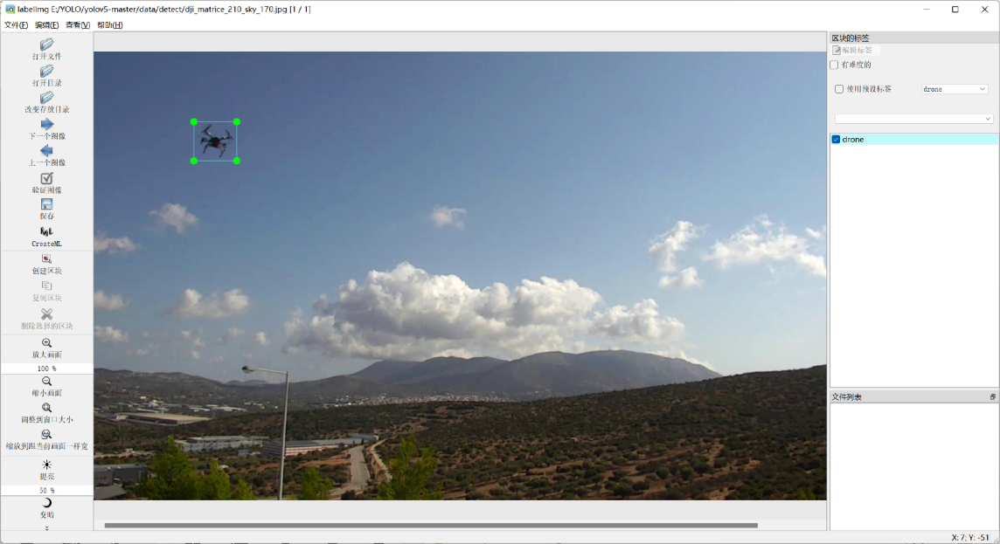 labelImg E:/YOLO/yolov5-master/data/detect/dji_matrice_210_sky_170.jpg [1 / 1]
文件(F) 编辑(E) 查看(V) 帮助(H)
打开文件
打开目录
改变存放目录
下一个图像
上一个图像
验证图像
保存
CreateML
创建区块
复制区块
删除选择的区块
放大画面
100 %
缩小画面
调整到窗口大小
缩放到跟当前画面一样宽
提亮
50 %
变暗
区块的标签
编辑标签
有难度的
使用预设标签 drone
drone
文件列表
X: 7; Y: -51